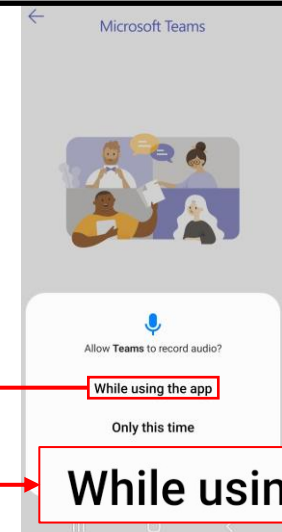 Microsoft Teams
Allow Teams to record audio?
While using the app
Only this time
While usin